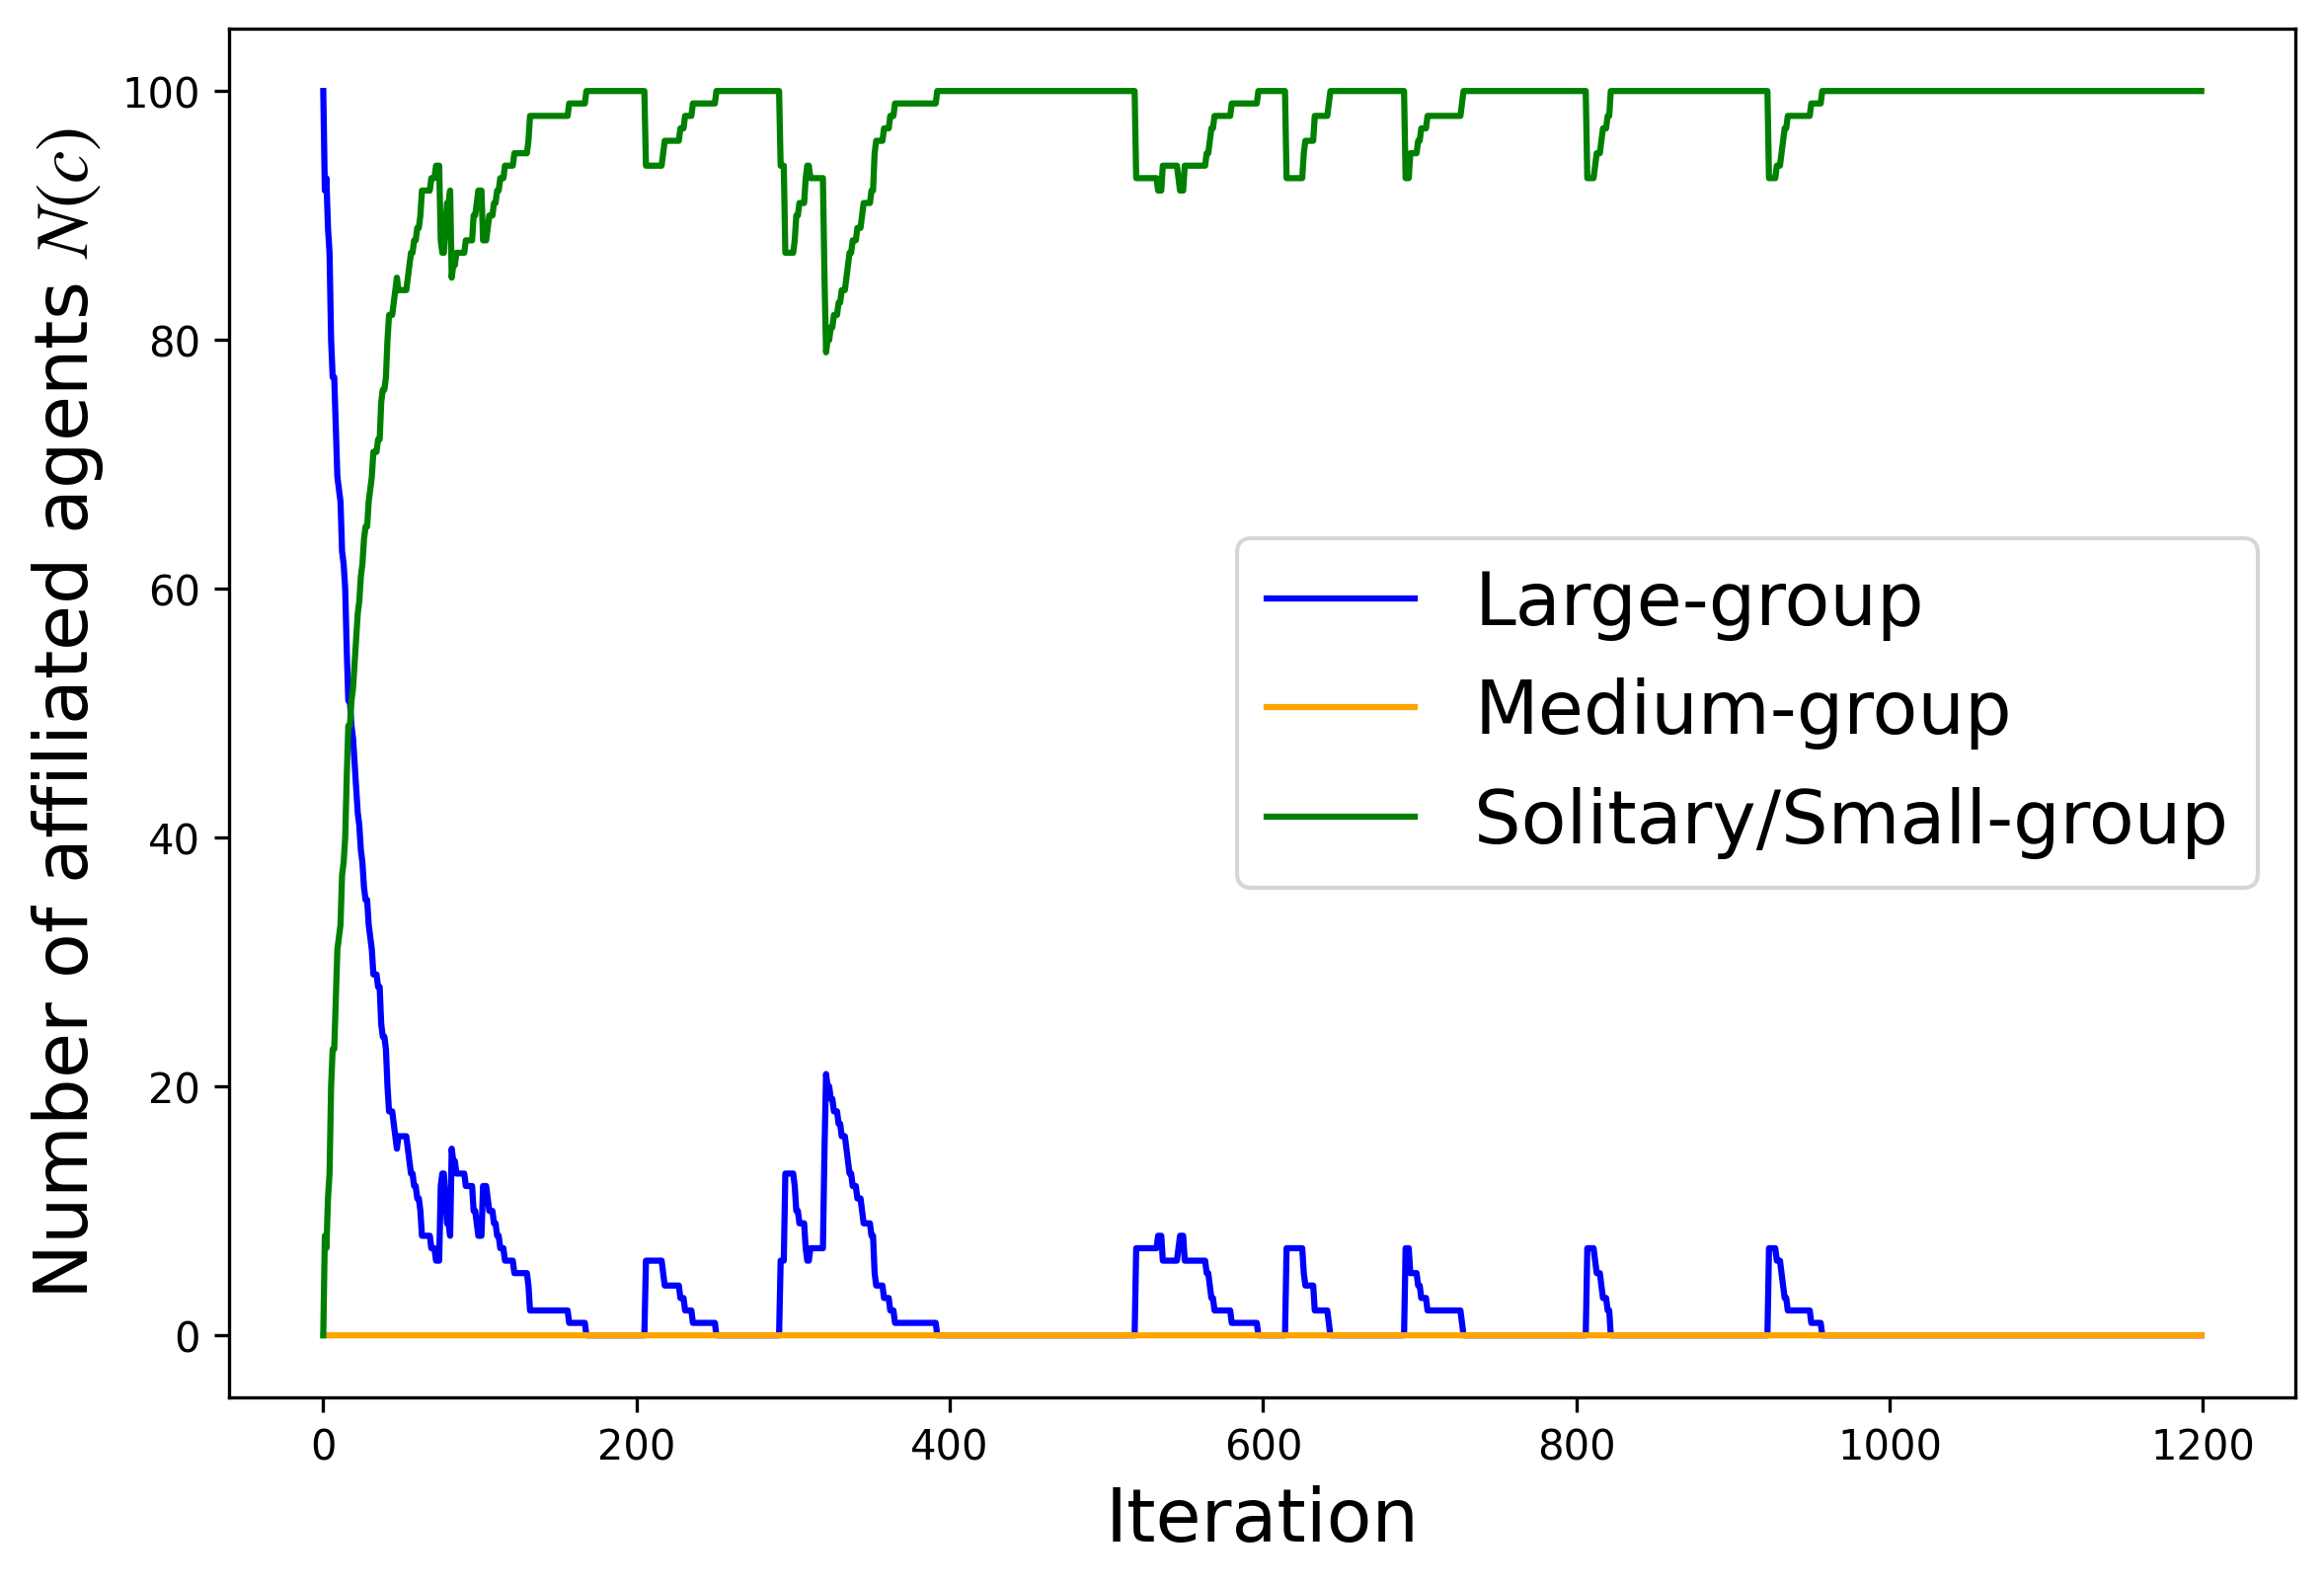 Number of affiliated agents N(c)
100
80
60
40
20
0
Large-group
Medium-group
Solitary/Small-group
0 200 400 600 800 1000 1200
Iteration